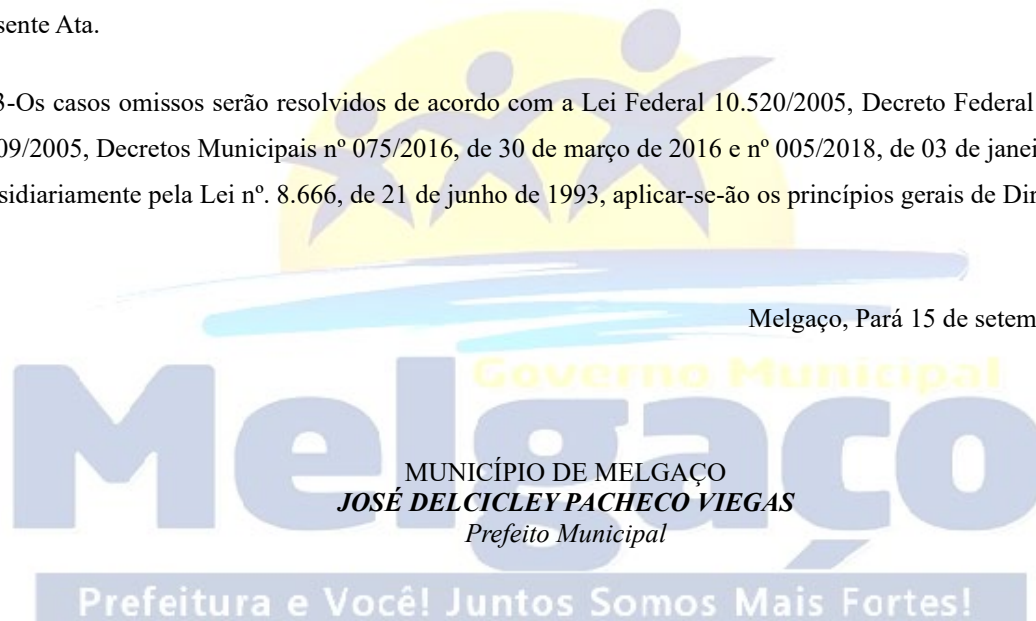 sente Ata.
3-Os casos omissos serão resolvidos de acordo com a Lei Federal 10.520/2005, Decreto Federal
09/2005, Decretos Municipais nº 075/2016, de 30 de março de 2016 e nº 005/2018, de 03 de janei
sidiariamente pela Lei nº. 8.666, de 21 de junho de 1993, aplicar-se-ão os princípios gerais de Dir
Melgaço, Pará 15 de setem
Governo Municipal
Melgaço
MUNICÍPIO DE MELGAÇO
JOSÉ DELCICLEY PACHECO VIEGAS
Prefeito Municipal
Prefeitura e Você! Juntos Somos Mais Fortes!